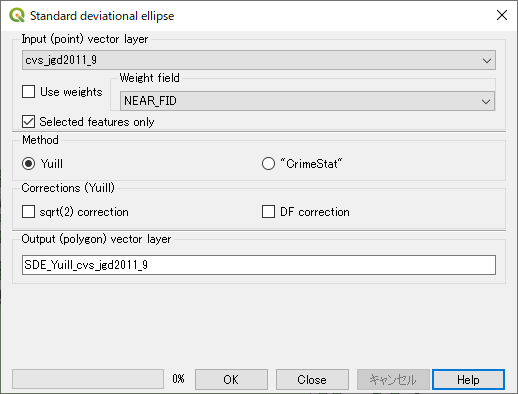 Standard deviational ellipse
Input (point) vector layer
cvs_jgd2011_9
Use weights
Weight field
NEAR_FID
Selected features only
Method
Yuill
"CrimeStat"
Corrections (Yuill)
sqrt(2) correction
DF correction
Output (polygon) vector layer
SDE_Yuill_cvs_jgd2011_9
0%
OK
Close
キャンセル
Help